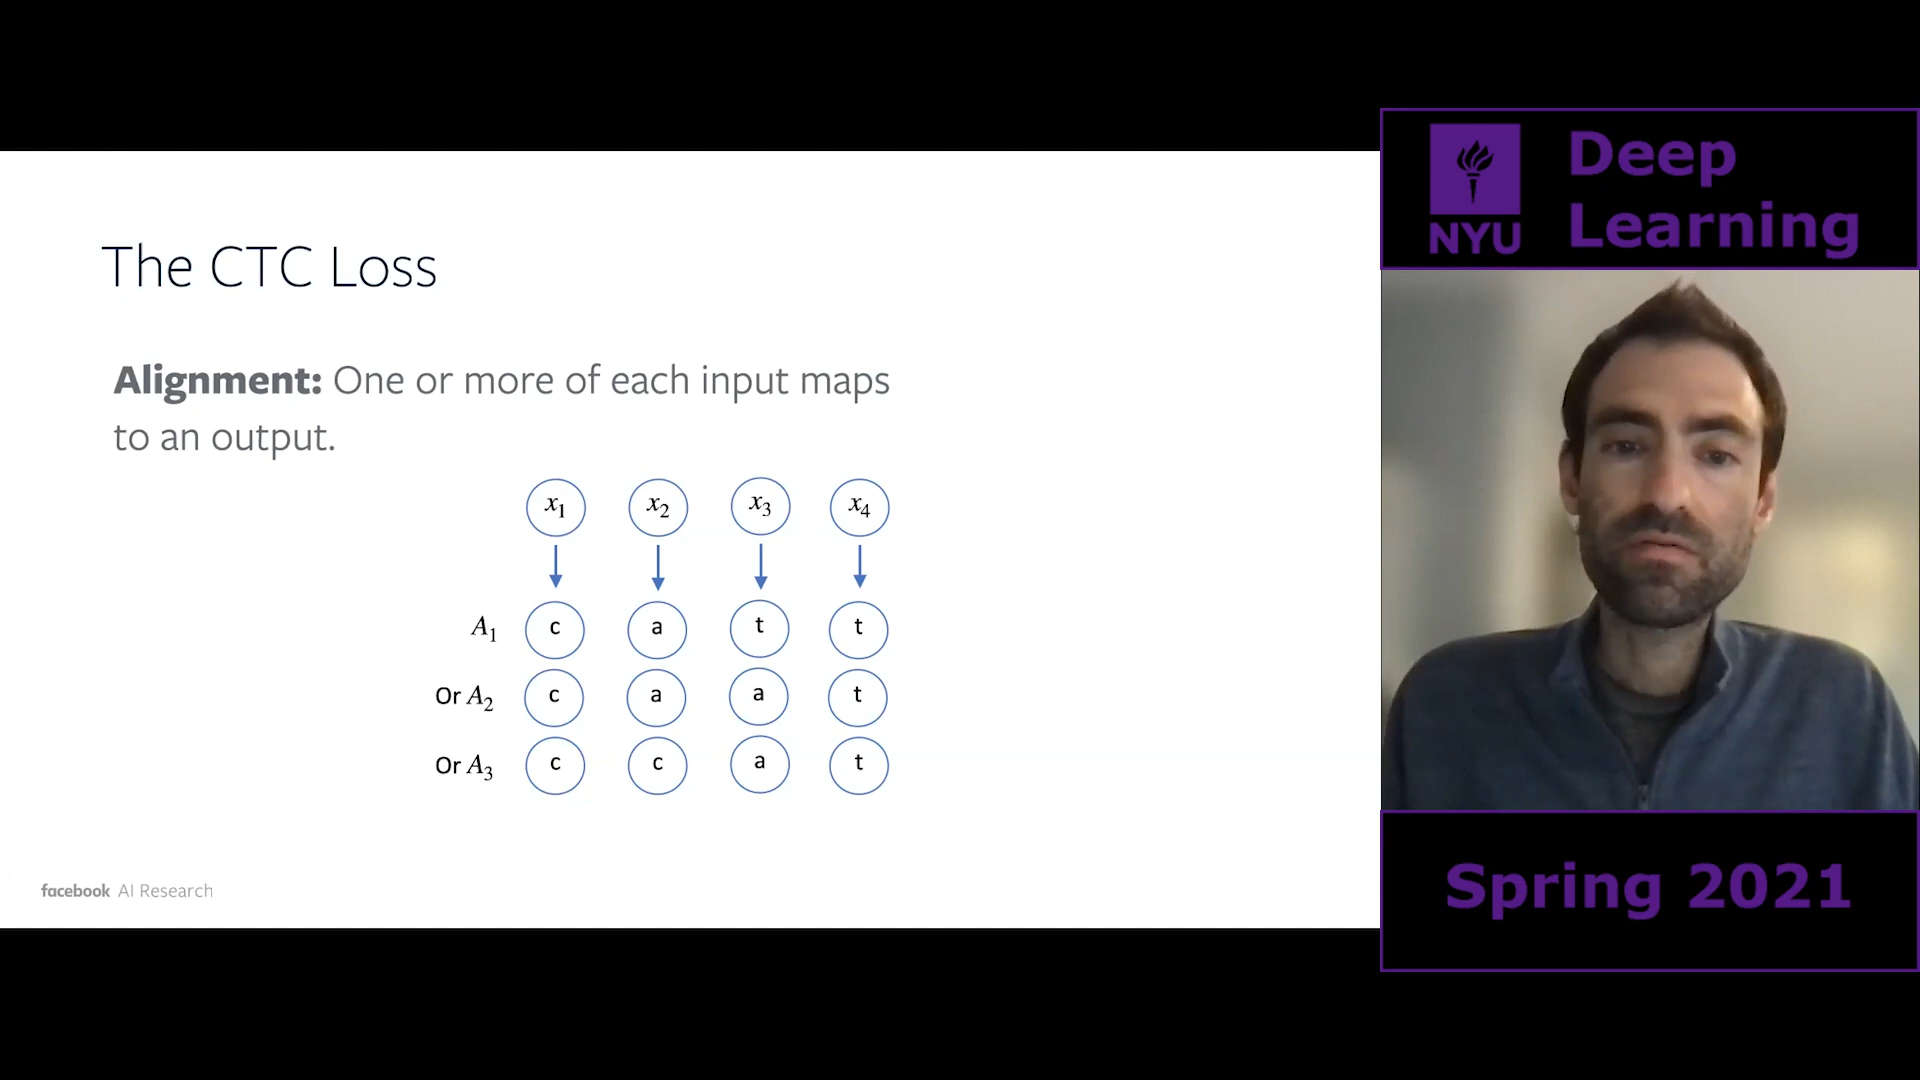 The CTC Loss
Alignment: One or more of each input maps
to an output.
x1 x2 x3 x4
A1 c a t t
Or A2 c a a t
Or A3 c c a t
facebook AI Research
NYU
Deep
Learning
Spring 2021